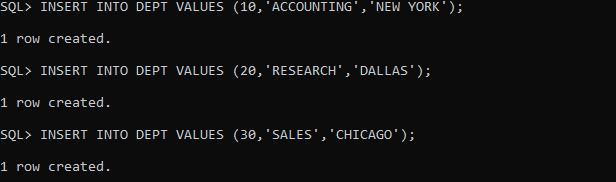 SQL> INSERT INTO DEPT VALUES (10,'ACCOUNTING','NEW YORK');
1 row created.
SQL> INSERT INTO DEPT VALUES (20,'RESEARCH','DALLAS');
1 row created.
SQL> INSERT INTO DEPT VALUES (30,'SALES','CHICAGO');
1 row created.